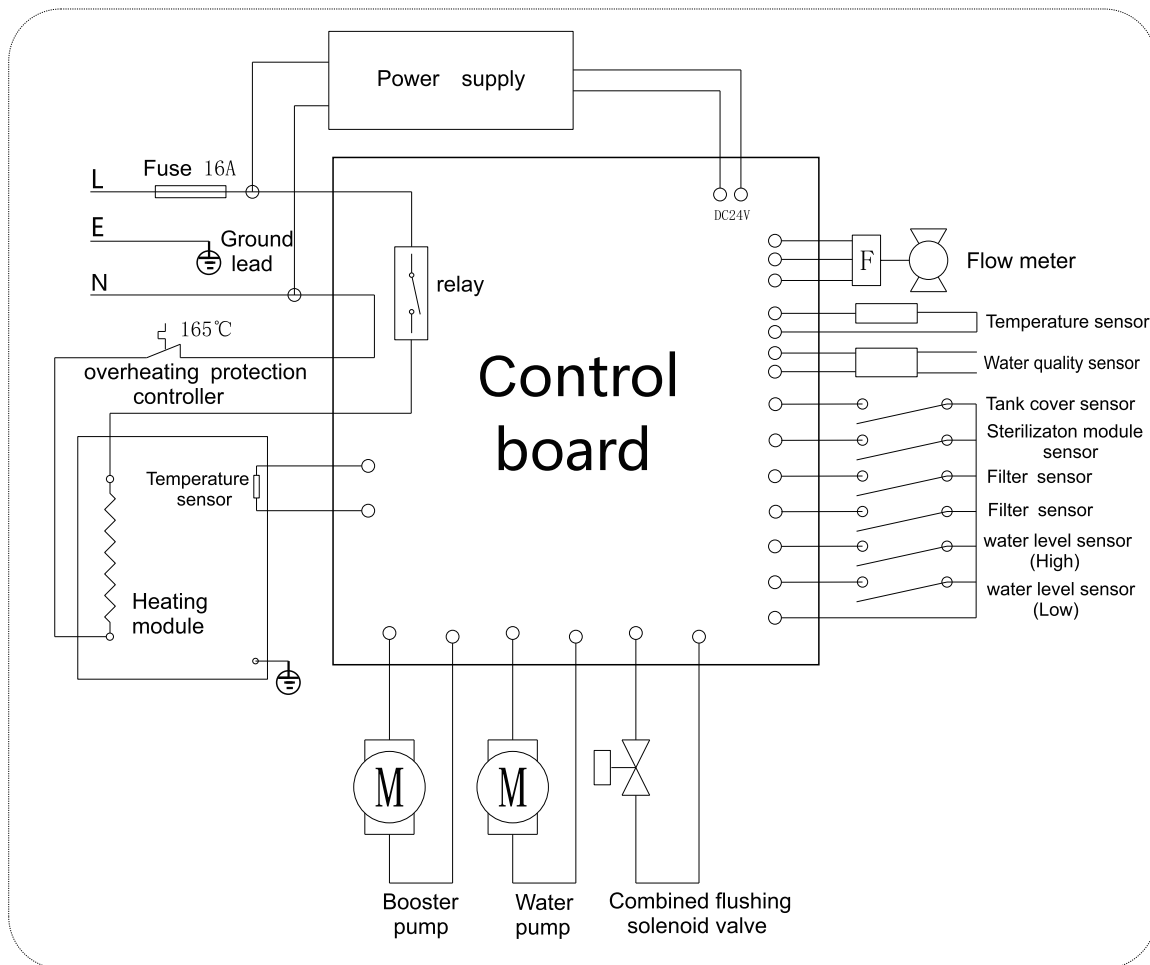 Power supply
Fuse 16A
L
DC24V
E
Ground
lead
F
Flow meter
N
relay
165℃
overheating protection
controller
Temperature sensor
Water quality sensor
Control
board
Tank cover sensor
Sterilizaton module
sensor
Temperature
sensor
Filter sensor
Filter sensor
water level sensor
(High)
water level sensor
(Low)
Heating
module
M
M
Booster
pump
Water
pump
Combined flushing
solenoid valve